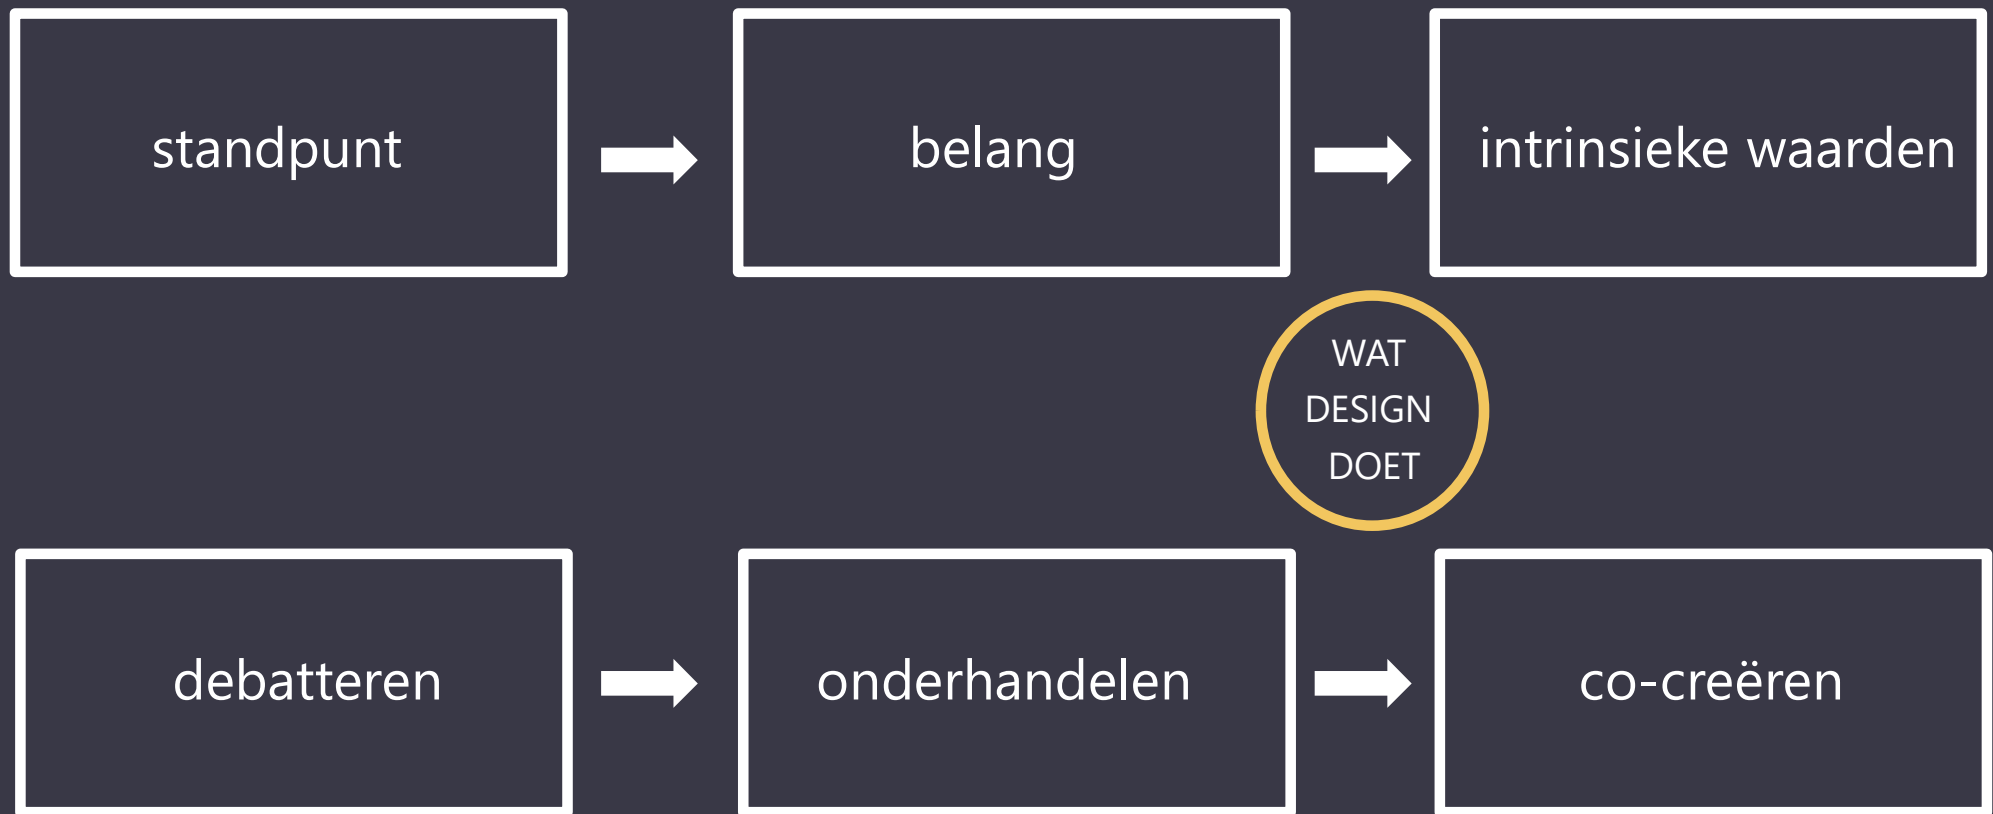 standpunt
belang
intrinsieke waarden
WAT
DESIGN
DOET
debatteren
onderhandelen
co-creëren